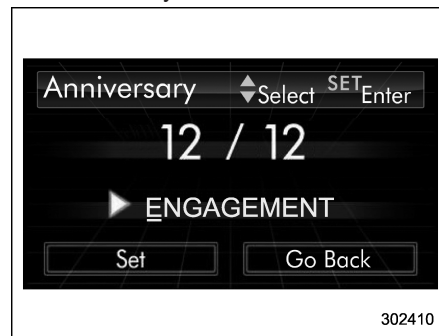 Anniversary Select SET Enter
12 / 12
ENGAGEMENT
Set Go Back
302410